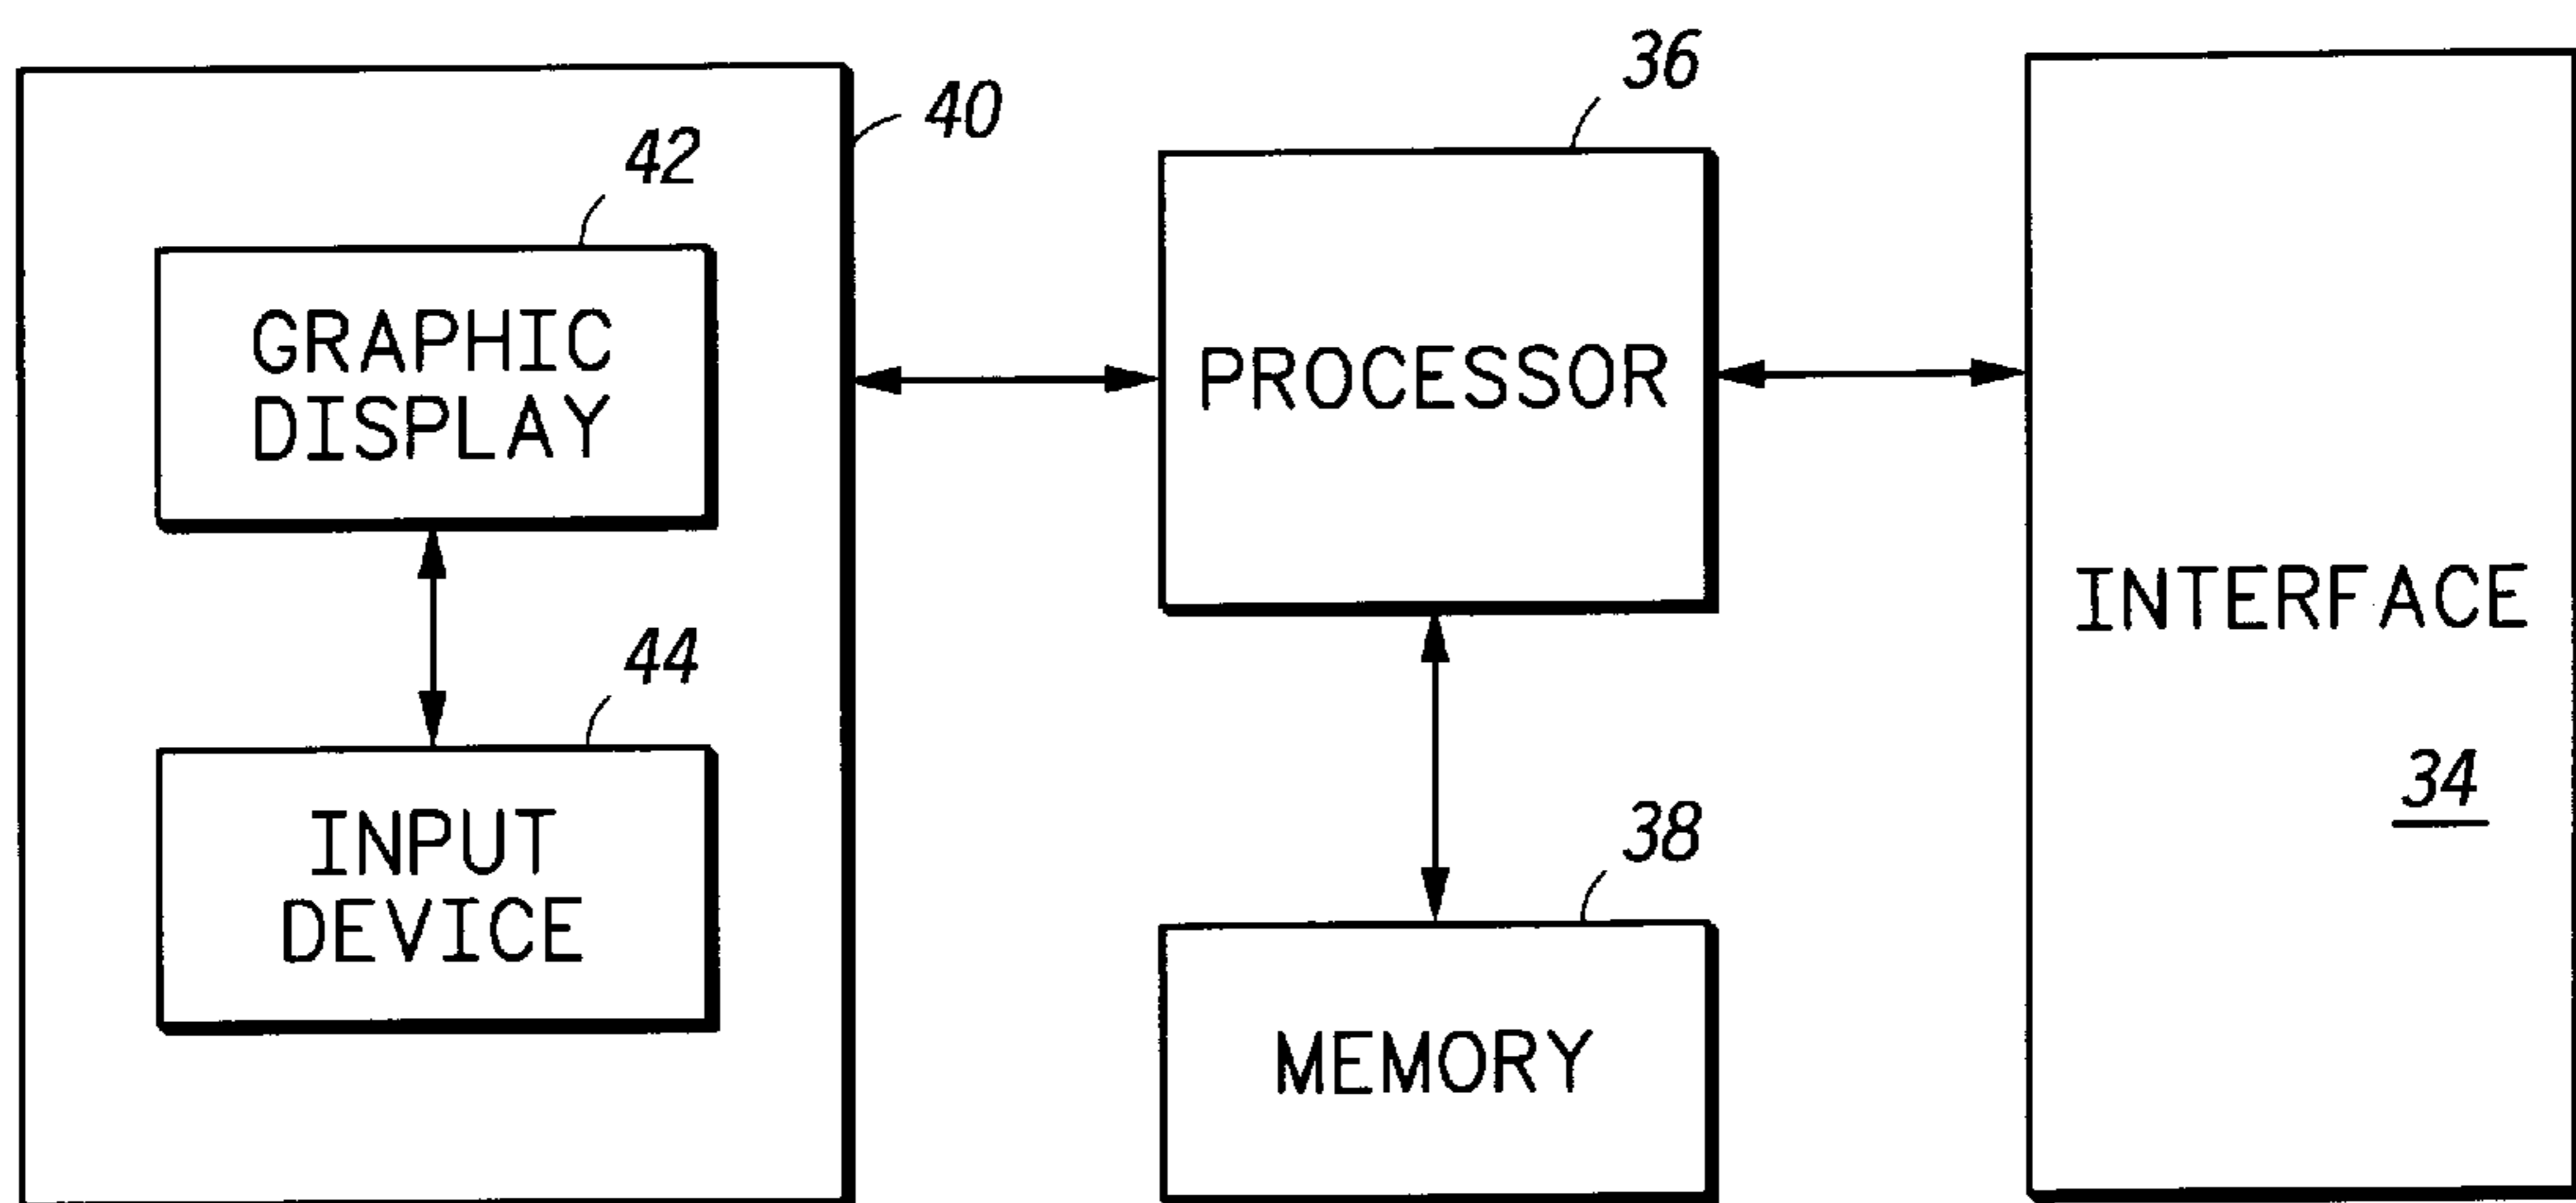 40
42
GRAPHIC
DISPLAY
44
INPUT
DEVICE
36
PROCESSOR
38
MEMORY
INTERFACE
34